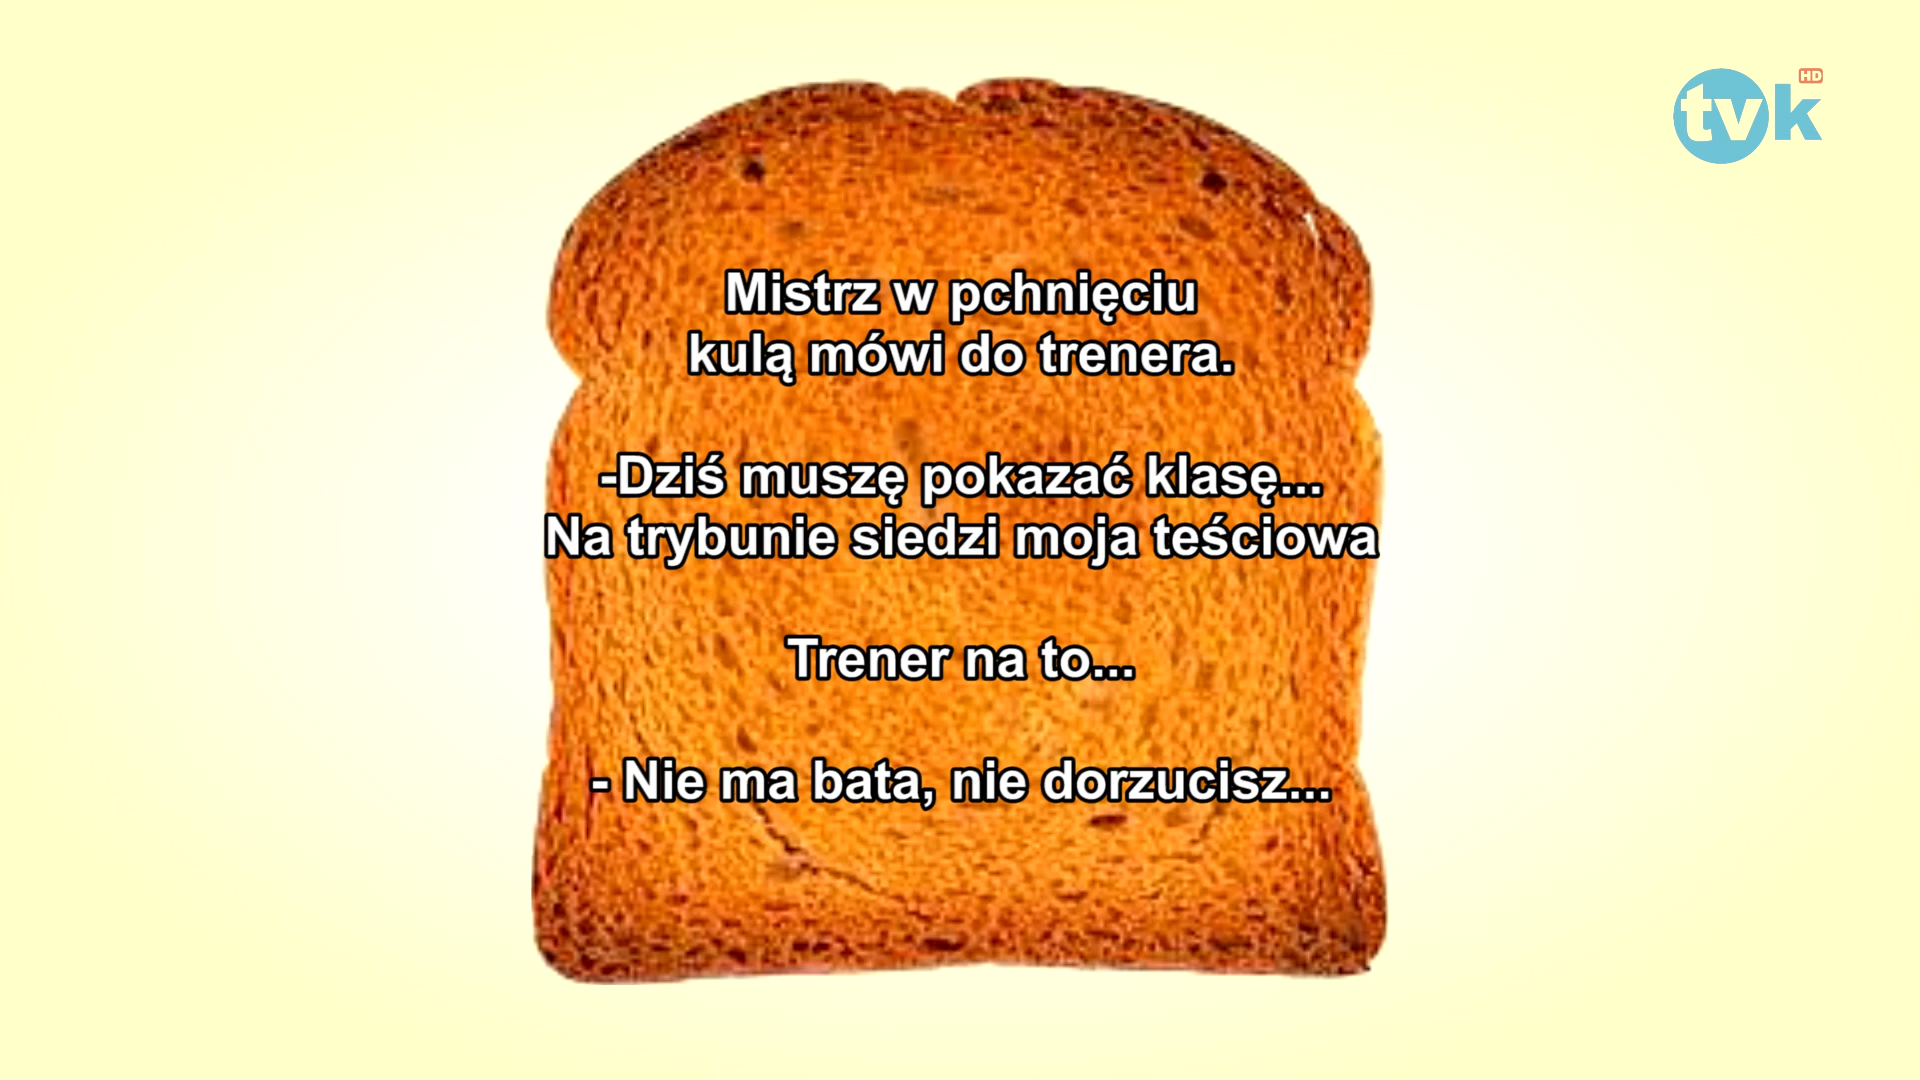 tvk HD
Mistrz w pchnięciu
kulą mówi do trenera.
-Dziś muszę pokazać klasę...
Na trybunie siedzi moja teściowa
Trener na to...
- Nie ma bata, nie dorzucisz...